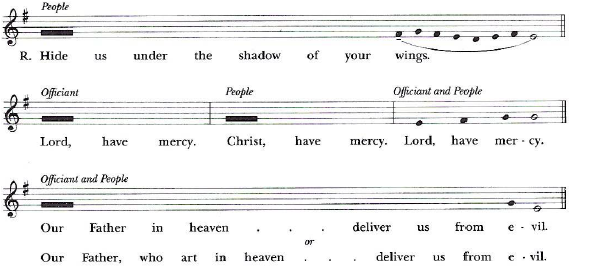 People
R. Hide us under the shadow of your wings.
Officiant People Officiant and People
Lord, have mercy. Christ, have mercy. Lord, have mer - cy.
Officiant and People
Our Father in heaven . . . deliver us from e - vil.
or
Our Father, who art in heaven . . . deliver us from e - vil.